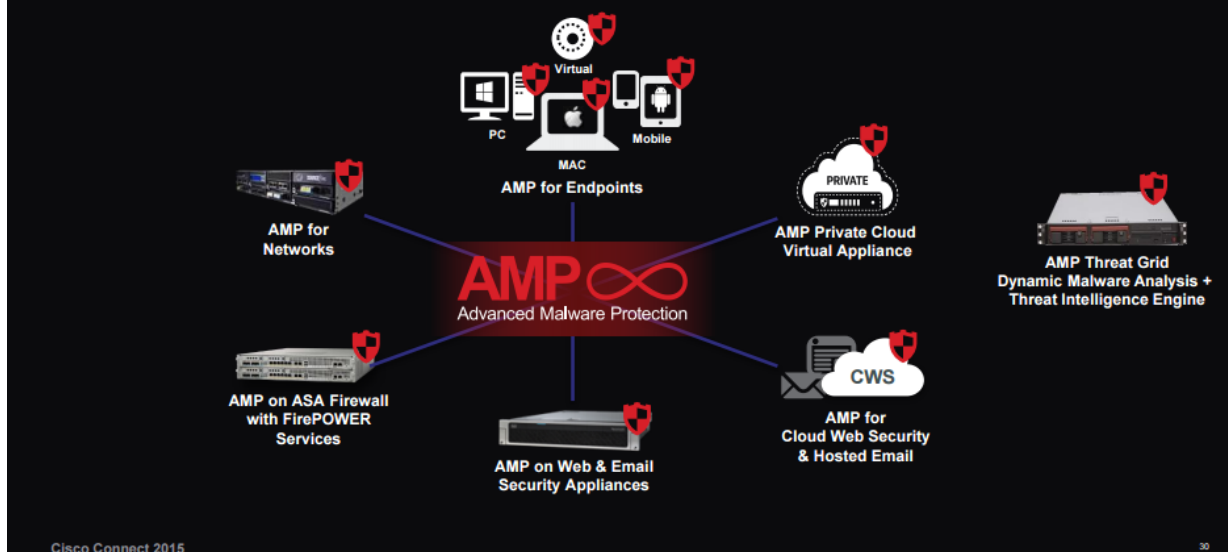 Virtual
PC
Mobile
MAC
AMP for Endpoints
AMP for
Networks
PRIVATE
AMP Private Cloud
Virtual Appliance
AMP Threat Grid
Dynamic Malware Analysis +
Threat Intelligence Engine
AMP
Advanced Malware Protection
AMP on ASA Firewall
with FirePOWER
Services
AMP on Web & Email
Security Appliances
CWS
AMP for
Cloud Web Security
& Hosted Email
Cisco Connect 2015
30